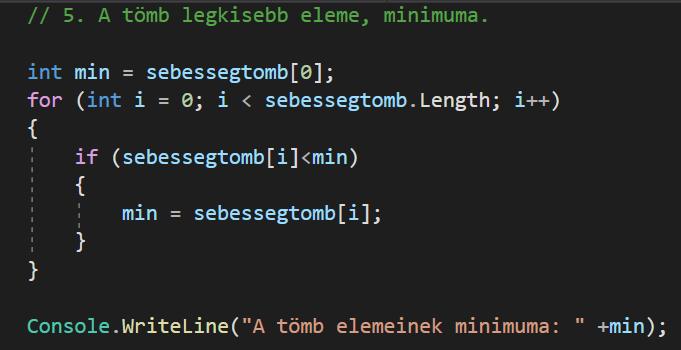 // 5. A tömb legkisebb eleme, minimuma.
int min = sebessegtomb[0];
for (int i = 0; i < sebessegtomb.Length; i++)
{
if (sebessegtomb[i]<min)
{
min = sebessegtomb[i];
}
}
Console.WriteLine("A tömb elemeinek minimuma: " +min);